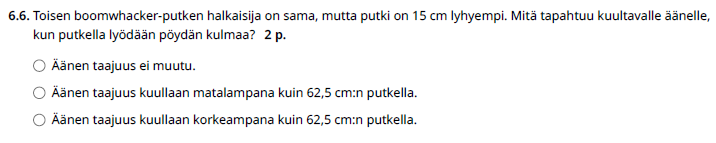 6.6. Toisen boomwhacker-putken halkaisija on sama, mutta putki on 15 cm lyhyempi. Mitä tapahtuu kuultavalle äänelle,
kun putkella lyödään pöydän kulmaa? 2 p.
Äänen taajuus ei muutu.
Äänen taajuus kuullaan matalampana kuin 62,5 cm:n putkella.
Äänen taajuus kuullaan korkeampana kuin 62,5 cm:n putkella.